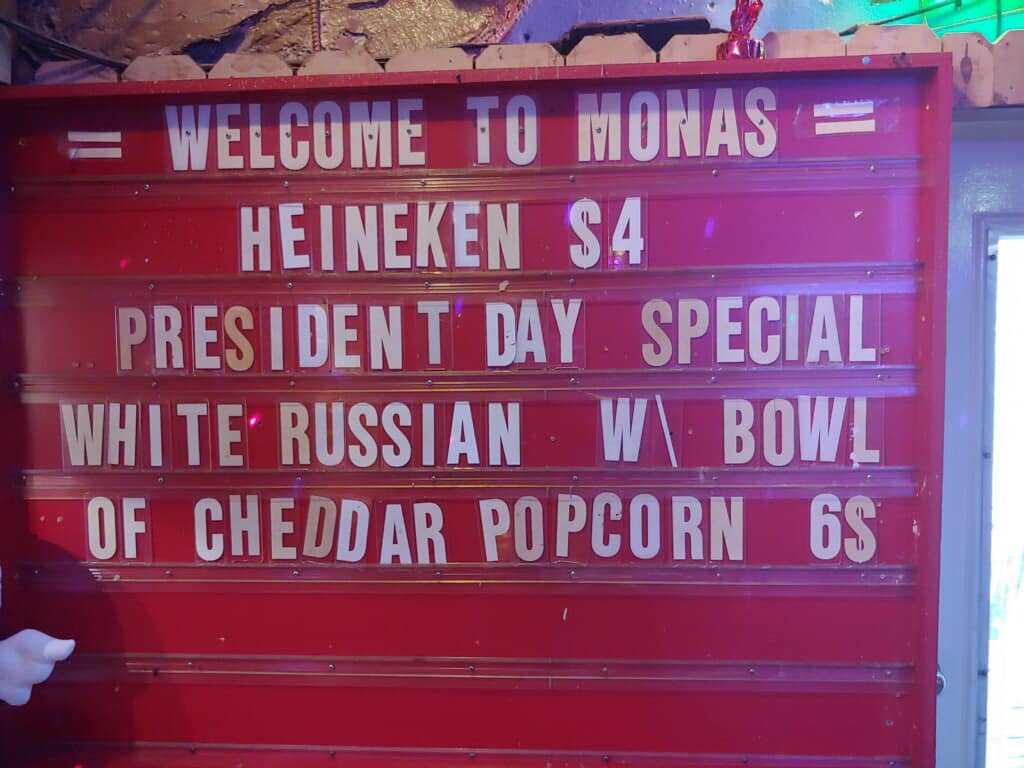 = WELCOME TO MONAS =
HEINEKEN $4
PRESIDENT DAY SPECIAL
WHITE RUSSIAN W\ BOWL
OF CHEDDAR POPCORN 6$